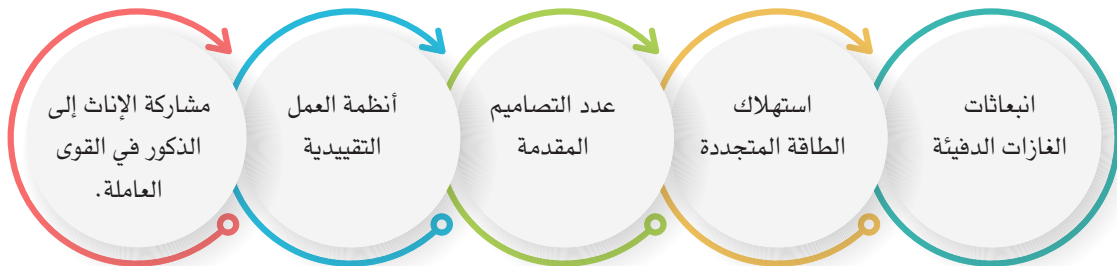 انبعاثات
الغازات الدفيئة
استهلاك
الطاقة المتجددة
عدد التصاميم
المقدمة
أنظمة العمل
التقييدية
مشاركة الإناث إلى
الذكور في القوى
العاملة.